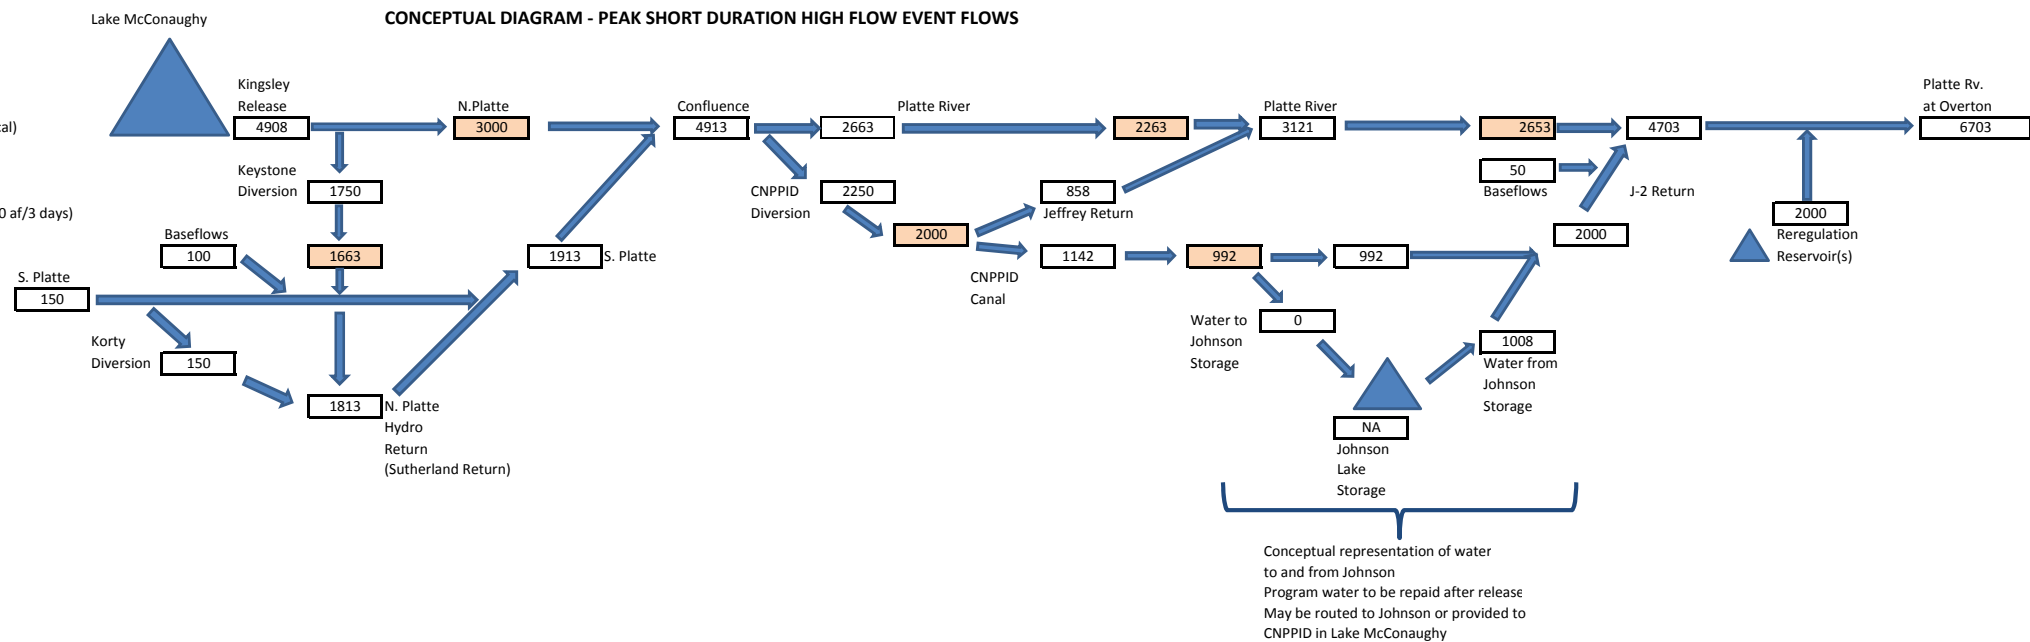 Lake McConaughy
CONCEPTUAL DIAGRAM - PEAK SHORT DURATION HIGH FLOW EVENT FLOWS
Kingsley
Release
4908
N.Platte
3000
Confluence
4913
Platte River
2663
2263
Platte River
3121
2653
4703
Platte Rv.
at Overton
6703
cal)
Keystone
Diversion
1750
CNPPID
Diversion
2250
858
Jeffrey Return
50
Baseflows
J-2 Return
0 af/3 days)
2000
Reregulation
Reservoir(s)
Baseflows
100
1663
1913
S. Platte
2000
1142
992
992
2000
CNPPID
Canal
S. Platte
150
Korty
Diversion
150
Water to
Johnson
Storage
0
1008
Water from
Johnson
Storage
1813
N. Platte
Hydro
Return
(Sutherland Return)
NA
Johnson
Lake
Storage
Conceptual representation of water
to and from Johnson
Program water to be repaid after release
May be routed to Johnson or provided to
CNPPID in Lake McConaughy